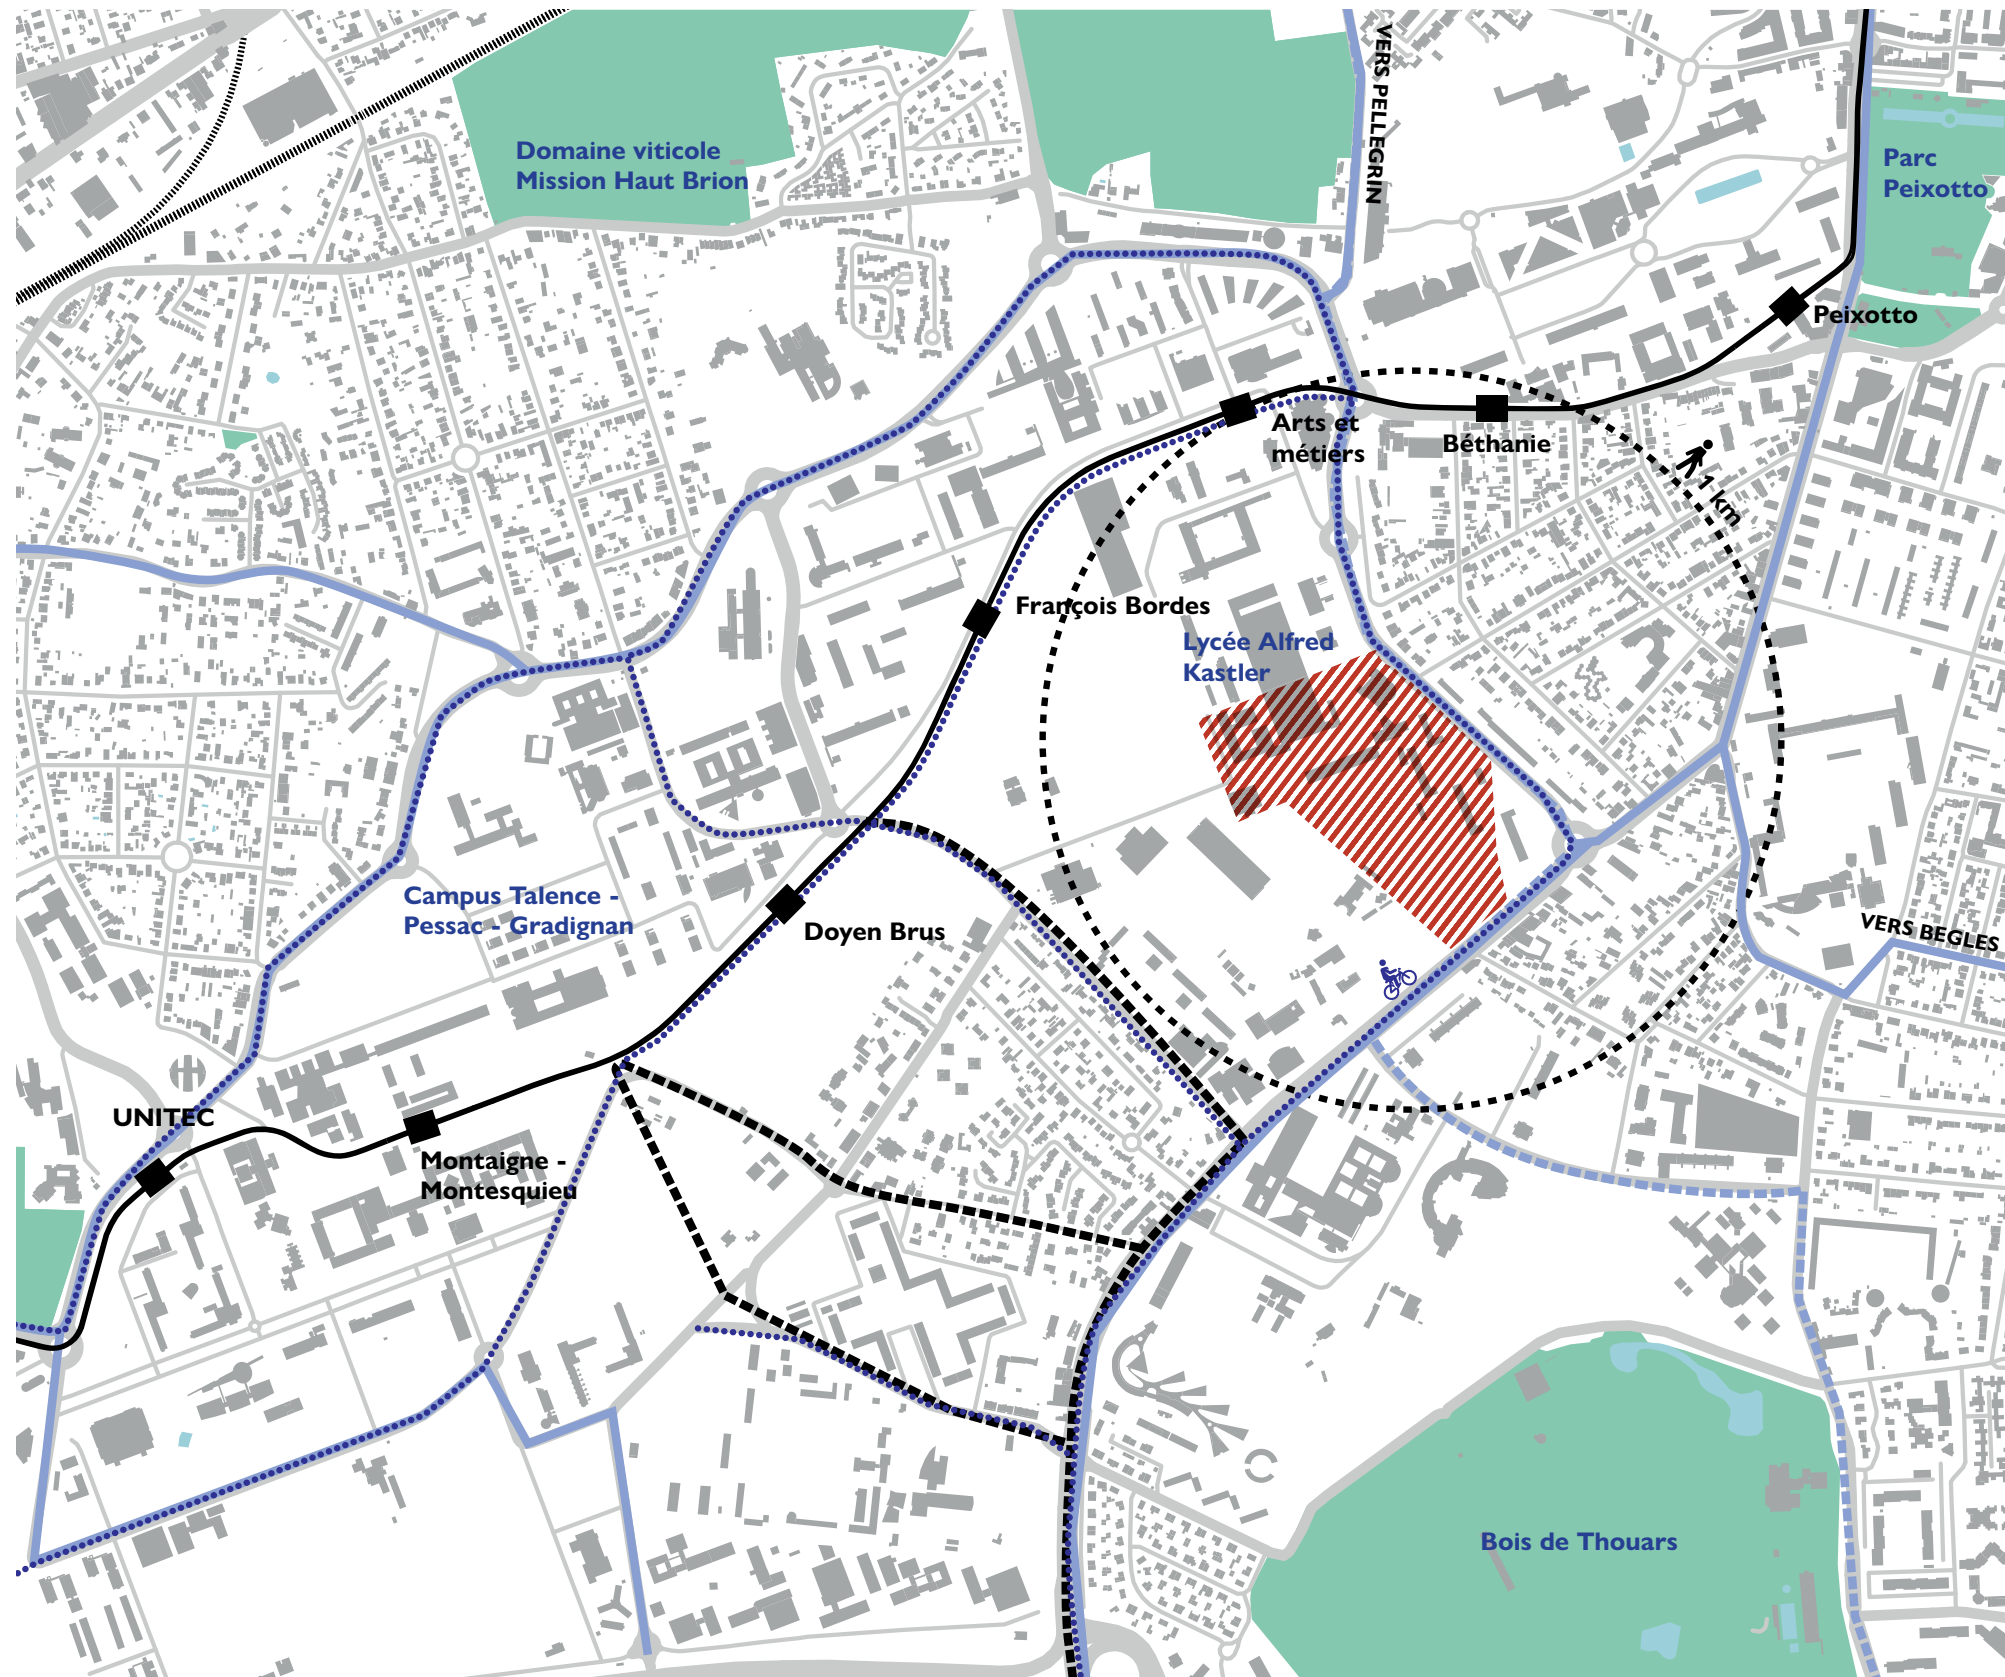 VERS PELLEGRIN
Domaine viticole
Mission Haut Brion
Parc
Peixotto
Peixotto
Arts et
métiers
Béthanie
1 km
François Bordes
Lycée Alfred
Kastler
Campus Talence -
Pessac - Gradignan
Doyen Brus
VERS BEGLES
UNITEC
Montaigne -
Montesquieu
Bois de Thouars